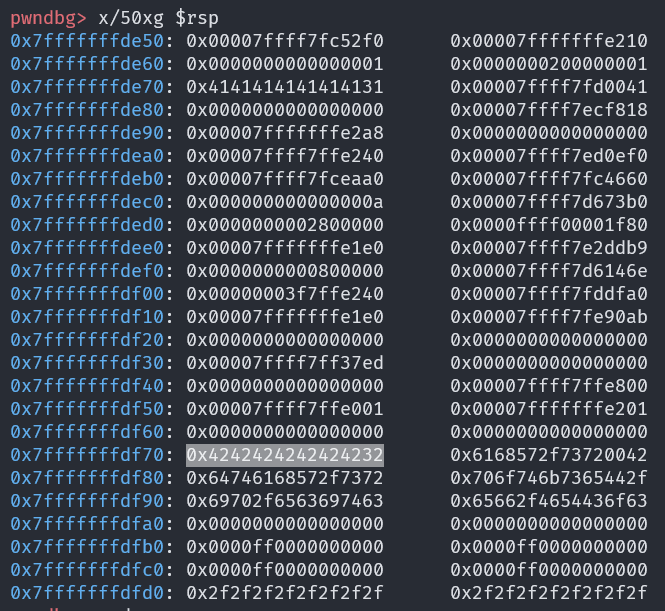 pwndbg> x/50xg $rsp
0x7fffffffde50: 0x00007ffff7fc52f0 0x00007fffffffe210
0x7fffffffde60: 0x0000000000000001 0x0000000200000001
0x7fffffffde70: 0x4141414141414131 0x00007ffff7fd0041
0x7fffffffde80: 0x0000000000000000 0x00007ffff7ecf818
0x7fffffffde90: 0x00007fffffffe2a8 0x0000000000000000
0x7fffffffdea0: 0x00007ffff7ffe240 0x00007ffff7ed0ef0
0x7fffffffdeb0: 0x00007ffff7fceaa0 0x00007ffff7fc4660
0x7fffffffdec0: 0x000000000000000a 0x00007ffff7d673b0
0x7fffffffded0: 0x0000000002800000 0x0000ffff00001f80
0x7fffffffdee0: 0x00007fffffffe1e0 0x00007ffff7e2ddb9
0x7fffffffdef0: 0x0000000000800000 0x00007ffff7d6146e
0x7fffffffdf00: 0x00000003f7ffe240 0x00007ffff7fddfa0
0x7fffffffdf10: 0x00007fffffffe1e0 0x00007ffff7fe90ab
0x7fffffffdf20: 0x0000000000000000 0x0000000000000000
0x7fffffffdf30: 0x00007ffff7ff37ed 0x0000000000000000
0x7fffffffdf40: 0x0000000000000000 0x00007ffff7ffe800
0x7fffffffdf50: 0x00007ffff7ffe001 0x00007fffffffe201
0x7fffffffdf60: 0x0000000000000000 0x0000000000000000
0x7fffffffdf70: 0x4242424242424232 0x6168572f73720042
0x7fffffffdf80: 0x64746168572f7372 0x706f746b7365442f
0x7fffffffdf90: 0x69702f6563697463 0x65662f4654436f63
0x7fffffffdfa0: 0x0000000000000000 0x0000000000000000
0x7fffffffdfb0: 0x0000ff0000000000 0x0000ff0000000000
0x7fffffffdfc0: 0x0000ff0000000000 0x0000ff0000000000
0x7fffffffdfd0: 0x2f2f2f2f2f2f2f2f 0x2f2f2f2f2f2f2f2f